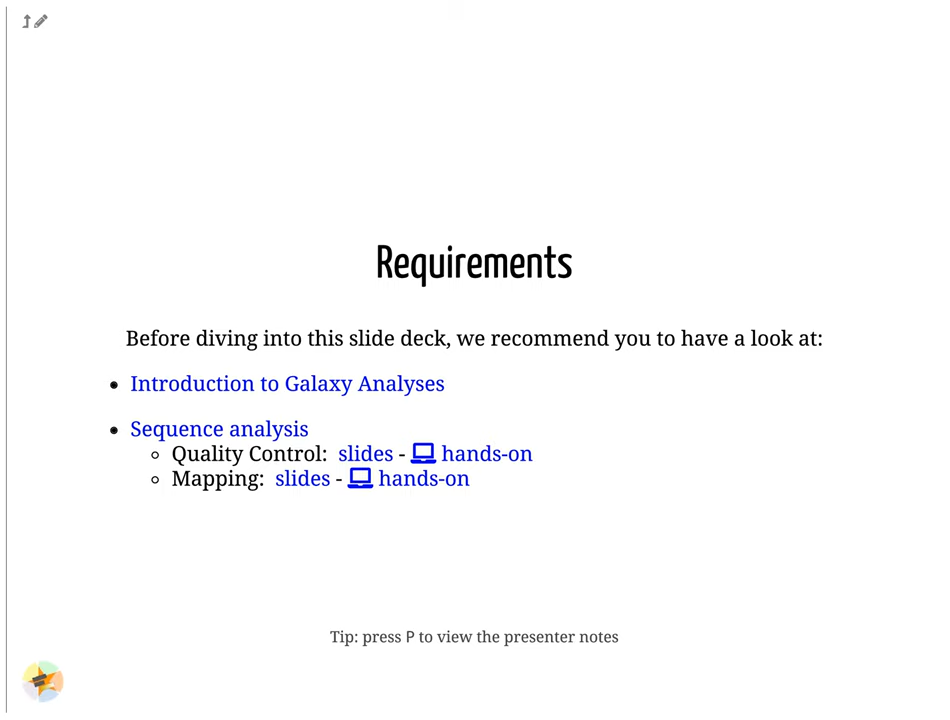 Requirements
Before diving into this slide deck, we recommend you to have a look at:
Introduction to Galaxy Analyses
Sequence analysis
Quality Control: slides - hands-on
Mapping: slides - hands-on
Tip: press P to view the presenter notes